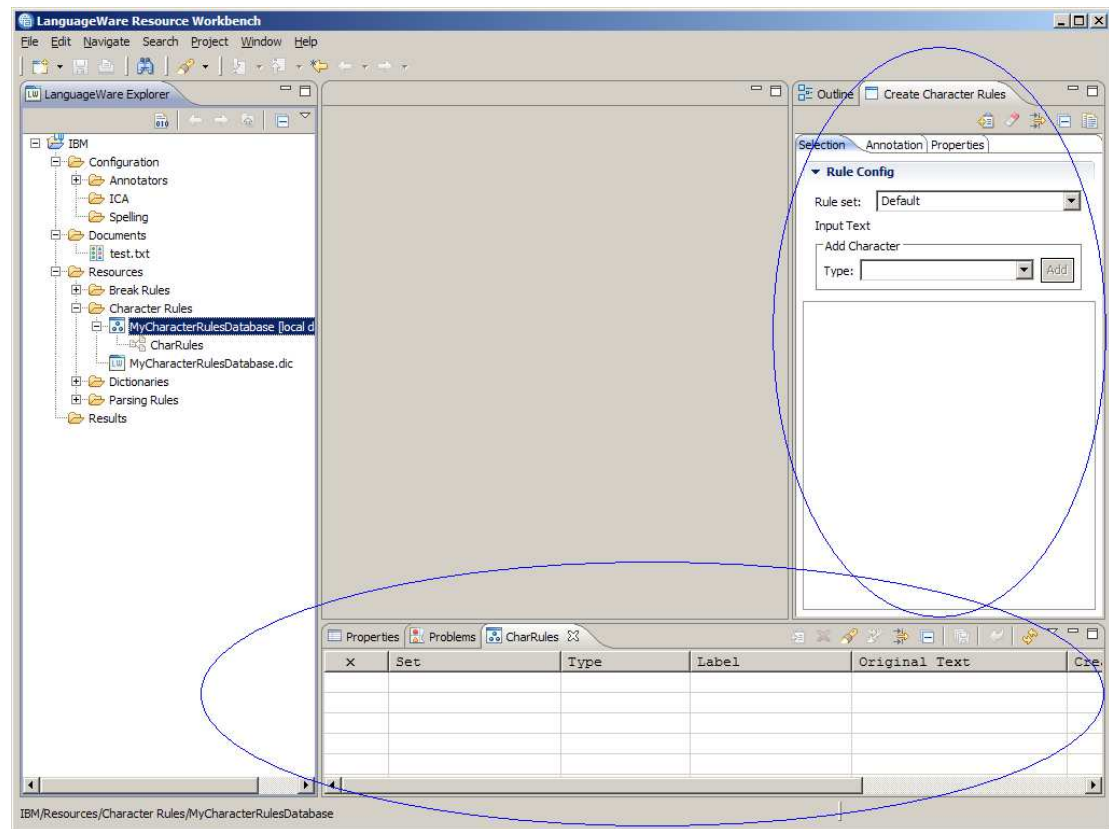 LanguageWare Resource Workbench
File Edit Navigate Search Project Window Help
LanguageWare Explorer
IBM
Configuration
Annotators
ICA
Spelling
Documents
test.txt
Resources
Break Rules
Character Rules
MyCharacterRulesDatabase [local d
CharRules
MyCharacterRulesDatabase.dic
Dictionaries
Parsing Rules
Results
Outline Create Character Rules
Selection Annotation Properties
Rule Config
Rule set: Default
Input Text
Add Character
Type: Add
Properties Problems CharRules
X Set Type Label Original Text Cre
IBM/Resources/Character Rules/MyCharacterRulesDatabase